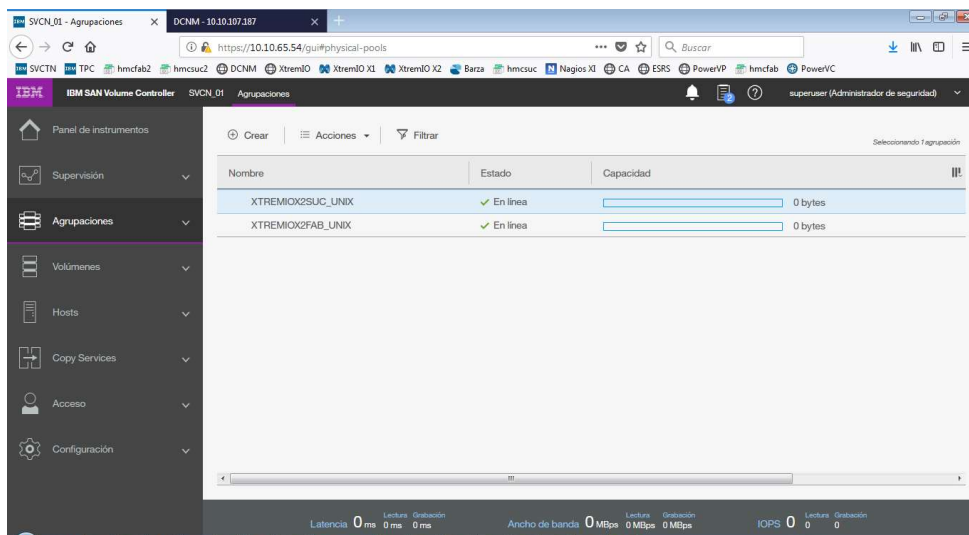 SVCN_01 - Agrupaciones
DCNM - 10.10.107.187
https://10.10.65.54/gui#physical-pools
Buscar
SVCTN TPC hmcfab2 hmcsuc2 DCNM XtremIO XtremIO X1 XtremIO X2 Barza hmcsuc Nagios XI CA ESRS PowerVP hmcfab PowerVC
IBM IBM SAN Volume Controller SVCN_01 Agrupaciones 2 superuser (Administrador de seguridad)
Panel de instrumentos
Supervisión
Agrupaciones
Volúmenes
Hosts
Copy Services
Acceso
Configuración
Crear Acciones Filtrar
Seleccionando 1 agrupación
Nombre Estado Capacidad
XTREMIOX2SUC_UNIX En línea 0 bytes
XTREMIOX2FAB_UNIX En línea 0 bytes
Latencia 0 ms Lectura 0 ms Grabación 0 ms
Ancho de banda 0 MBps Lectura 0 MBps Grabación 0 MBps
IOPS 0 Lectura 0 Grabación 0